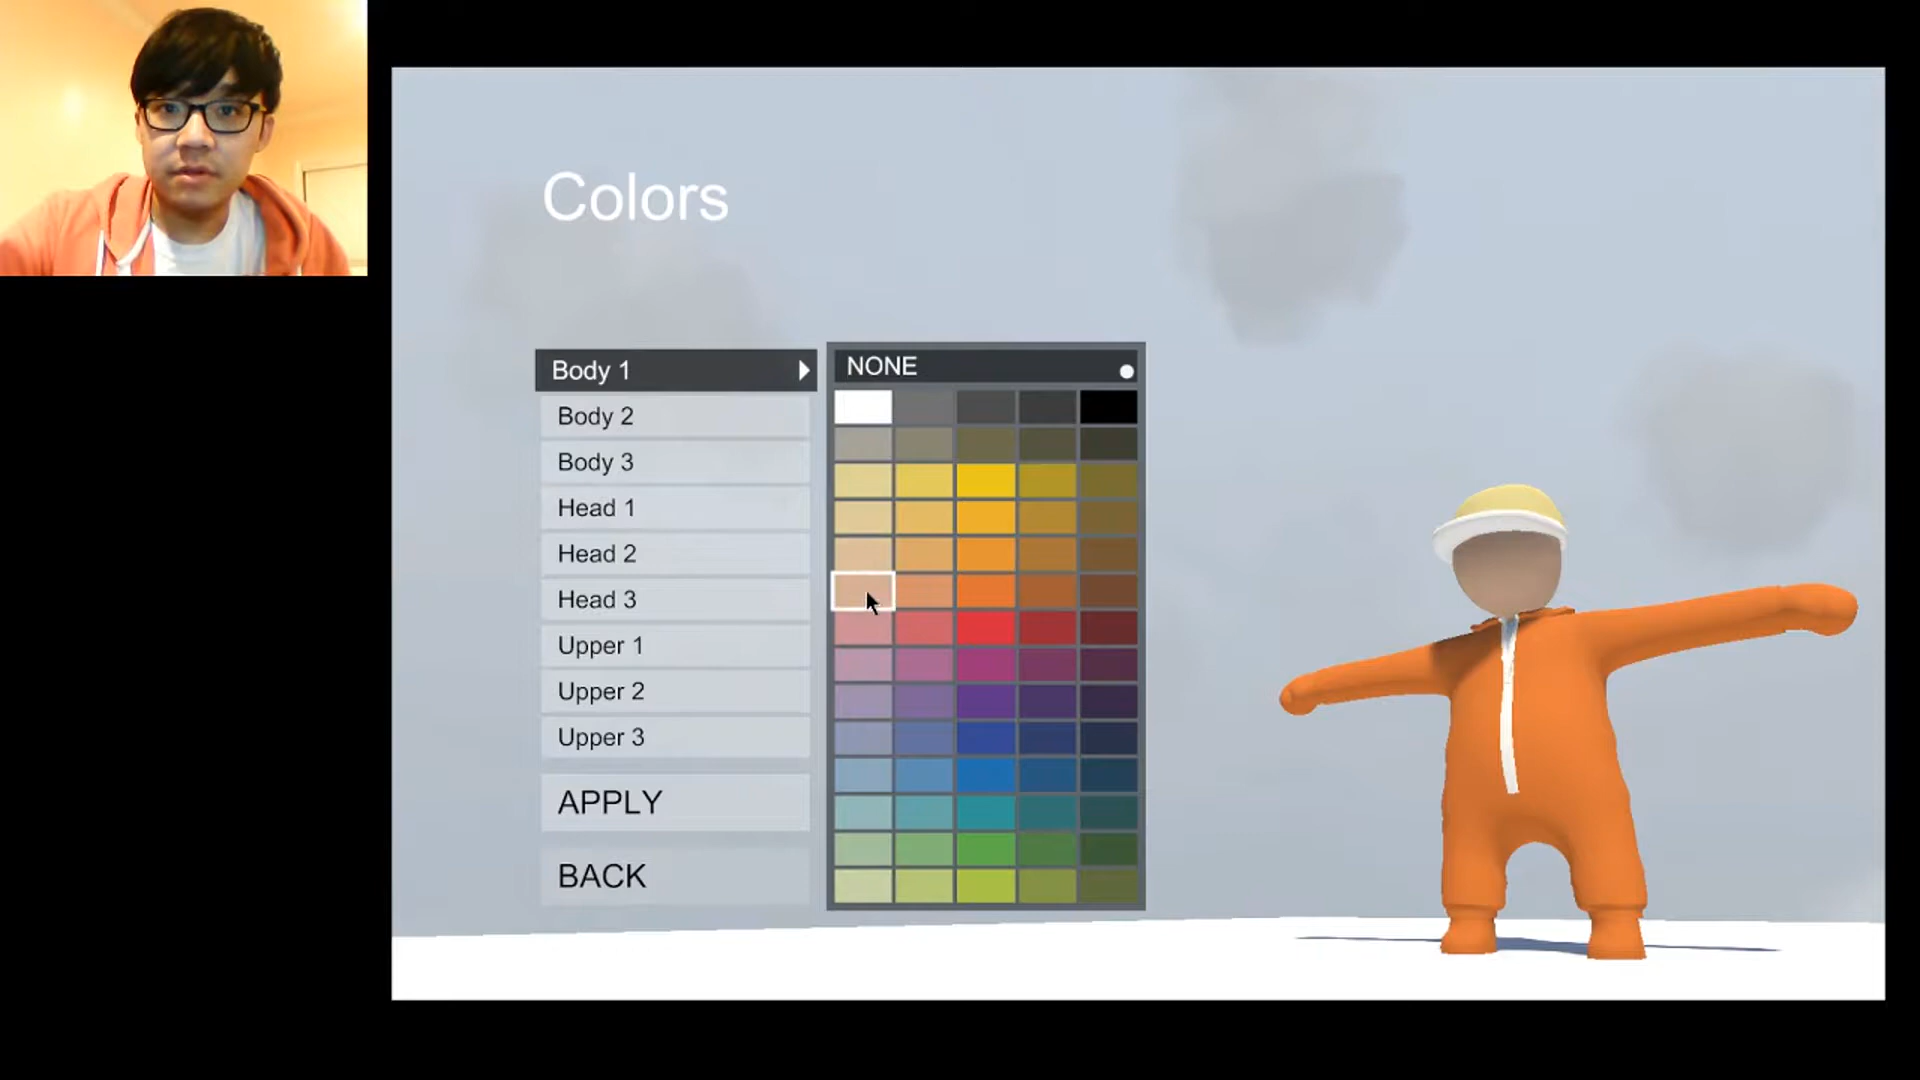 Colors
Body 1
NONE
Body 2
Body 3
Head 1
Head 2
Head 3
Upper 1
Upper 2
Upper 3
APPLY
BACK